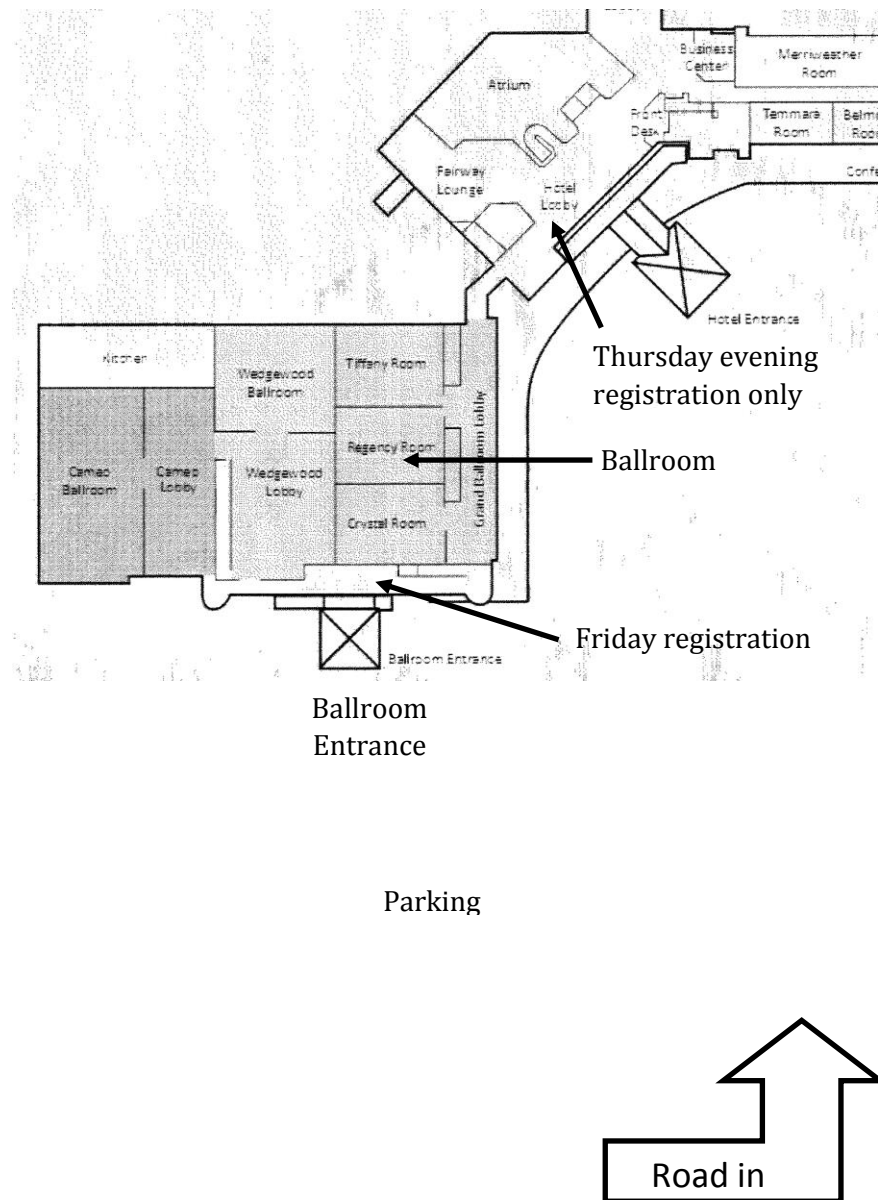 Business
Center
Merriweather
Room
Atrium
Front
Desk
Temmara
Room
Fairway
Lounge
Hotel
Lobby
Hotel Entrance
Kitchen
Wedgewood
Ballroom
Tiffany Room
Thursday evening
registration only
Cameo
Ballroom
Cameo
Lobby
Wedgewood
Lobby
Regency Room
Grand Ballroom Lobby
Ballroom
Crystal Room
Friday registration
Ballroom Entrance
Ballroom
Entrance
Parking
Road in